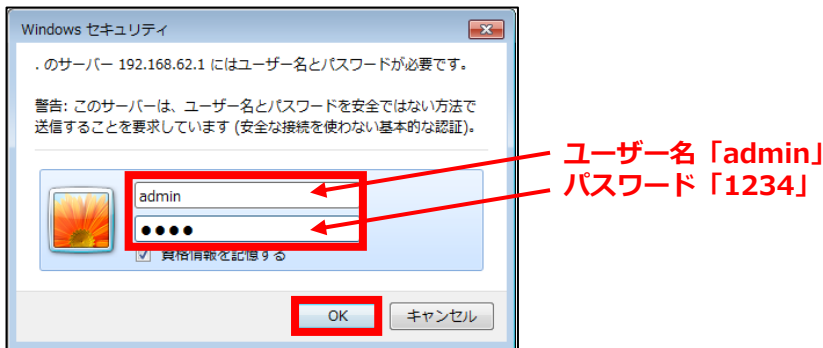 Windows セキュリティ
. のサーバー 192.168.62.1 にはユーザー名とパスワードが必要です。
警告: このサーバーは、ユーザー名とパスワードを安全ではない方法で
送信することを要求しています (安全な接続を使わない基本的な認証)。
admin
●●●●
資格情報を記憶する
OK
キャンセル
ユーザー名「admin」
パスワード「1234」